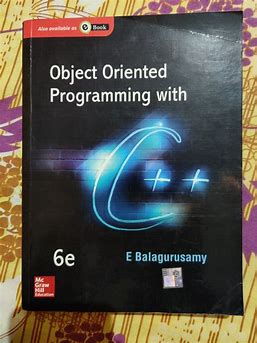 Also available as e Book
Object Oriented
Programming with
C++
6e
E Balagurusamy
Mc
Graw
Hill
Education